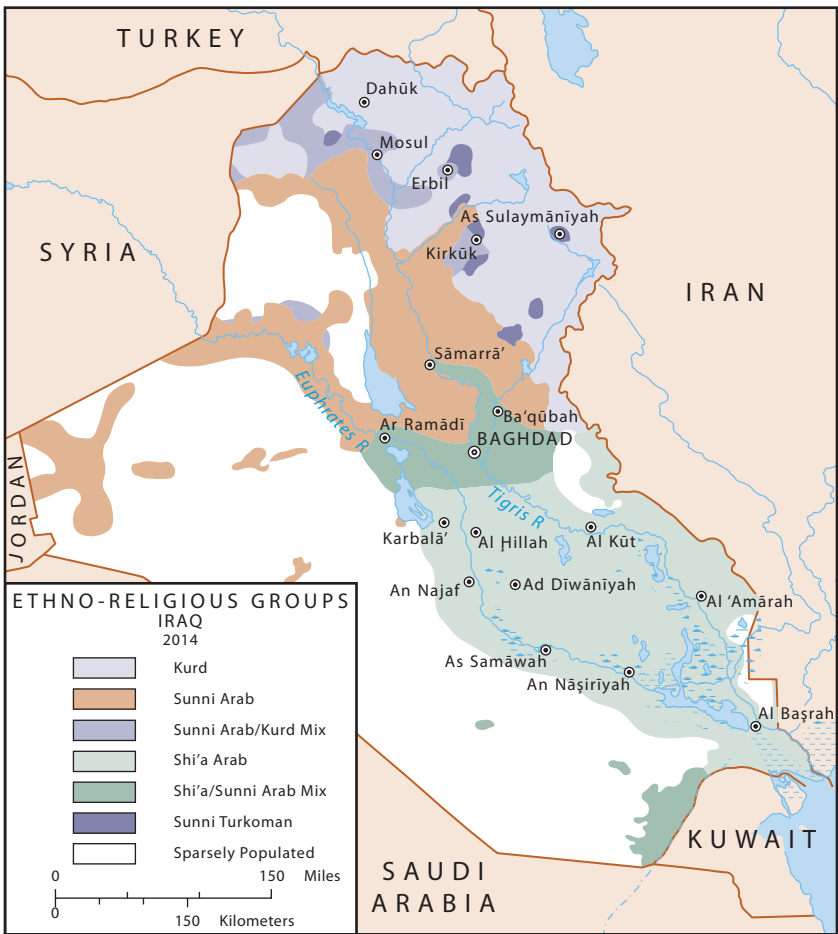 TURKEY
Dahūk
Mosul
Erbil
As Sulaymānīyah
Kirkūk
SYRIA
IRAN
Sāmarrā'
Euphrates R
Ba'qūbah
Ar Ramādī
BAGHDAD
JORDAN
Tigris R
Karbalā'
Al Ḩillah
Al Kūt
An Najaf
Ad Dīwānīyah
Al 'Amārah
As Samāwah
An Nāşirīyah
Al Başrah
KUWAIT
SAUDI
ARABIA
ETHNO-RELIGIOUS GROUPS
IRAQ
2014
Kurd
Sunni Arab
Sunni Arab/Kurd Mix
Shi'a Arab
Shi'a/Sunni Arab Mix
Sunni Turkoman
Sparsely Populated
0 150 Miles
0 150 Kilometers